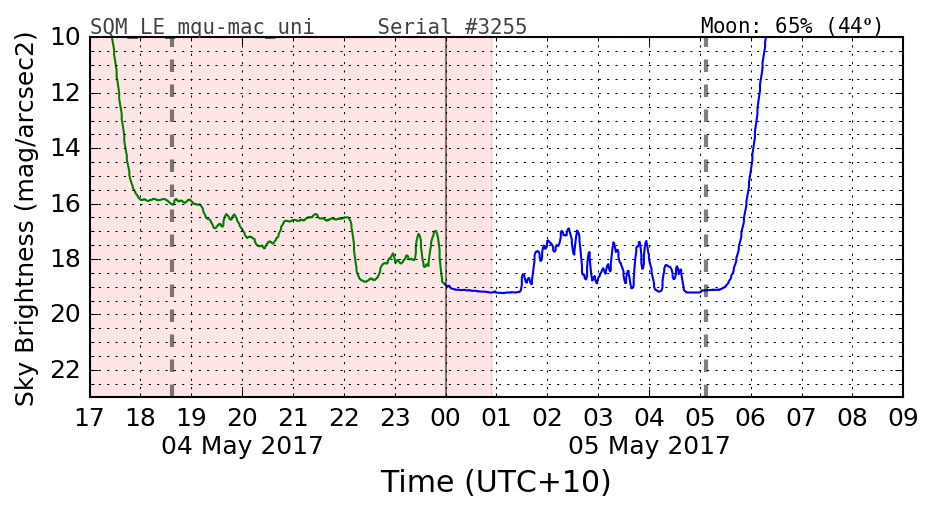 SQM_LE_mqu-mac_uni Serial #3255 Moon: 65% (44°)
Sky Brightness (mag/arcsec2)
10
12
14
16
18
20
22
17 18 19 20 21 22 23 00 01 02 03 04 05 06 07 08 09
04 May 2017 05 May 2017
Time (UTC+10)